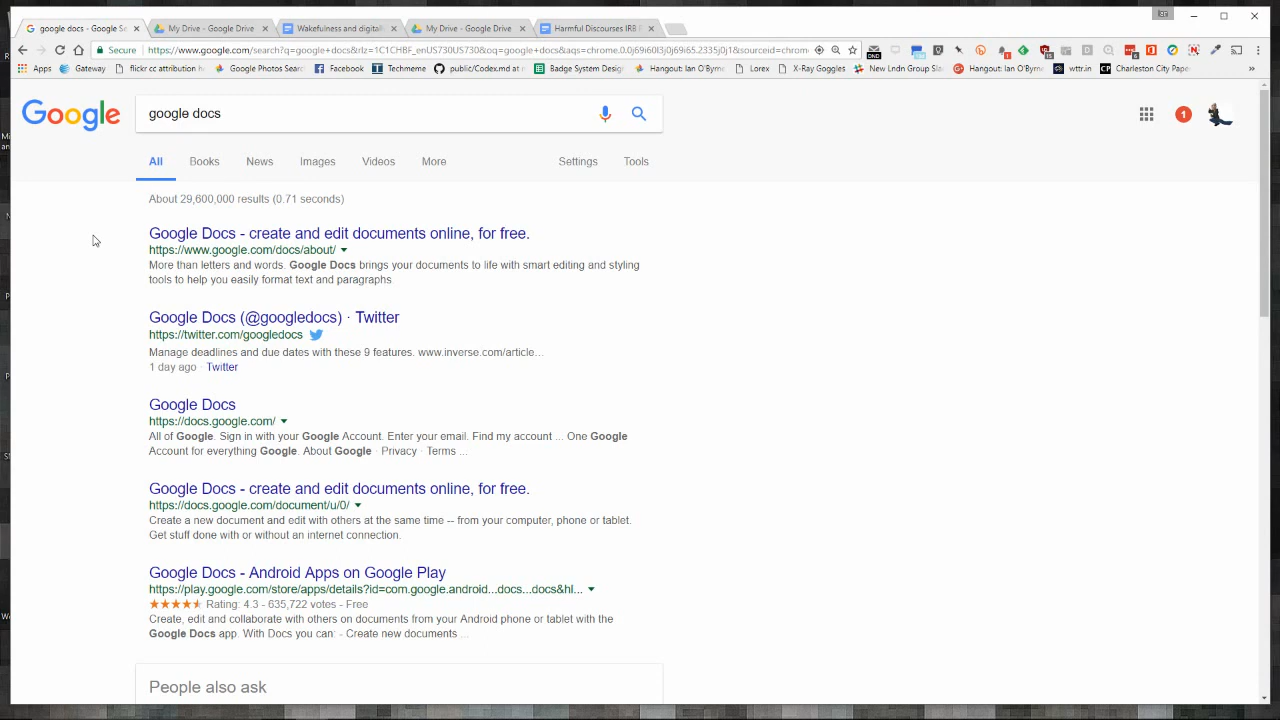 google docs - Google Se
My Drive - Google Drive
Wakefulness and digitall
My Drive - Google Drive
Harmful Discourses IRB P
Secure
https://www.google.com/search?q=google+docs&rlz=1C1CHBF_enUS730US730&oq=google+docs&aqs=chrome.0.0j69i60l3j0j69i65.2335j0j1&sourceid=chrom
Apps
Gateway
flickr cc attribution
Google Photos Searc
Facebook
Techmeme
public/Codex.md at
Badge System Desig
Hangout: Ian O'Byrne
Lorex
X-Ray Goggles
New Lndn Group Slo
Hangout: Ian O'Byrn
wttr.in
Charleston City Pape
»
Google
google docs
1
All
Books
News
Images
Videos
More
Settings
Tools
About 29,600,000 results (0.71 seconds)
Google Docs - create and edit documents online, for free.
https://www.google.com/docs/about/
More than letters and words. Google Docs brings your documents to life with smart editing and styling
tools to help you easily format text and paragraphs.
Google Docs (@googledocs) · Twitter
https://twitter.com/googledocs
Manage deadlines and due dates with these 9 features. www.inverse.com/article...
1 day ago · Twitter
Google Docs
https://docs.google.com/
All of Google. Sign in with your Google Account. Enter your email. Find my account ... One Google
Account for everything Google. About Google · Privacy · Terms ...
Google Docs - create and edit documents online, for free.
https://docs.google.com/document/u/0/
Create a new document and edit with others at the same time -- from your computer, phone or tablet.
Get stuff done with or without an internet connection.
Google Docs - Android Apps on Google Play
https://play.google.com/store/apps/details?id=com.google.android...docs...docs&hl...
Rating: 4.3 - 635,722 votes - Free
Create, edit and collaborate with others on documents from your Android phone or tablet with the
Google Docs app. With Docs you can: - Create new documents ...
People also ask